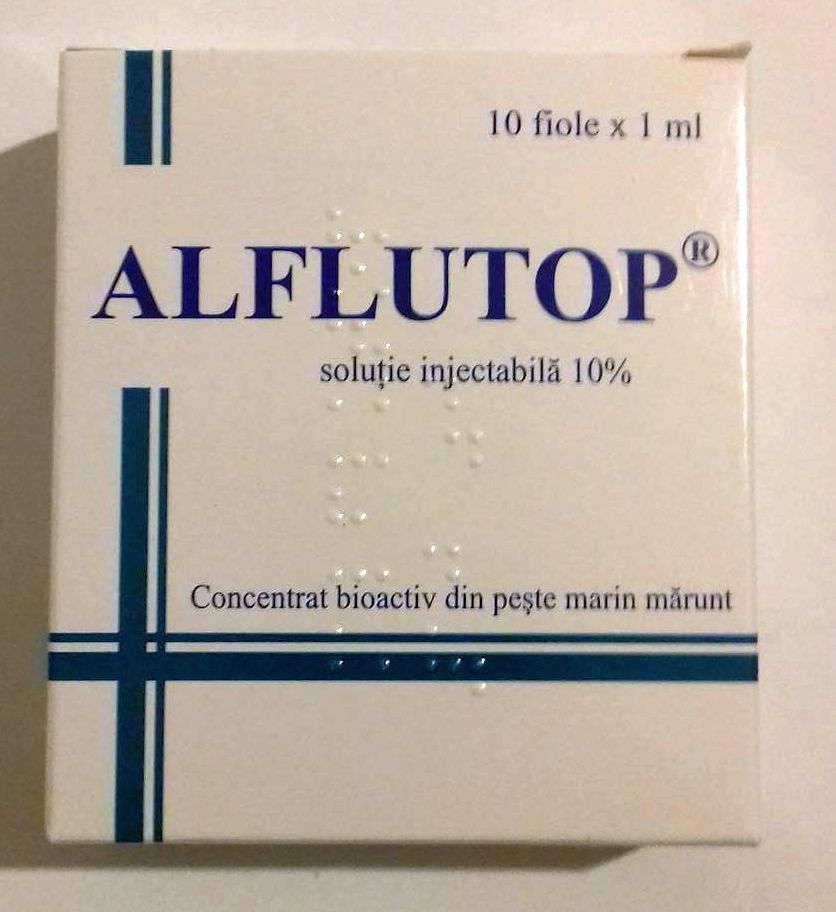 10 fiole x 1 ml
ALFLUTOP®
soluție injectabilă 10%
Concentrat bioactiv din pește marin mărunt